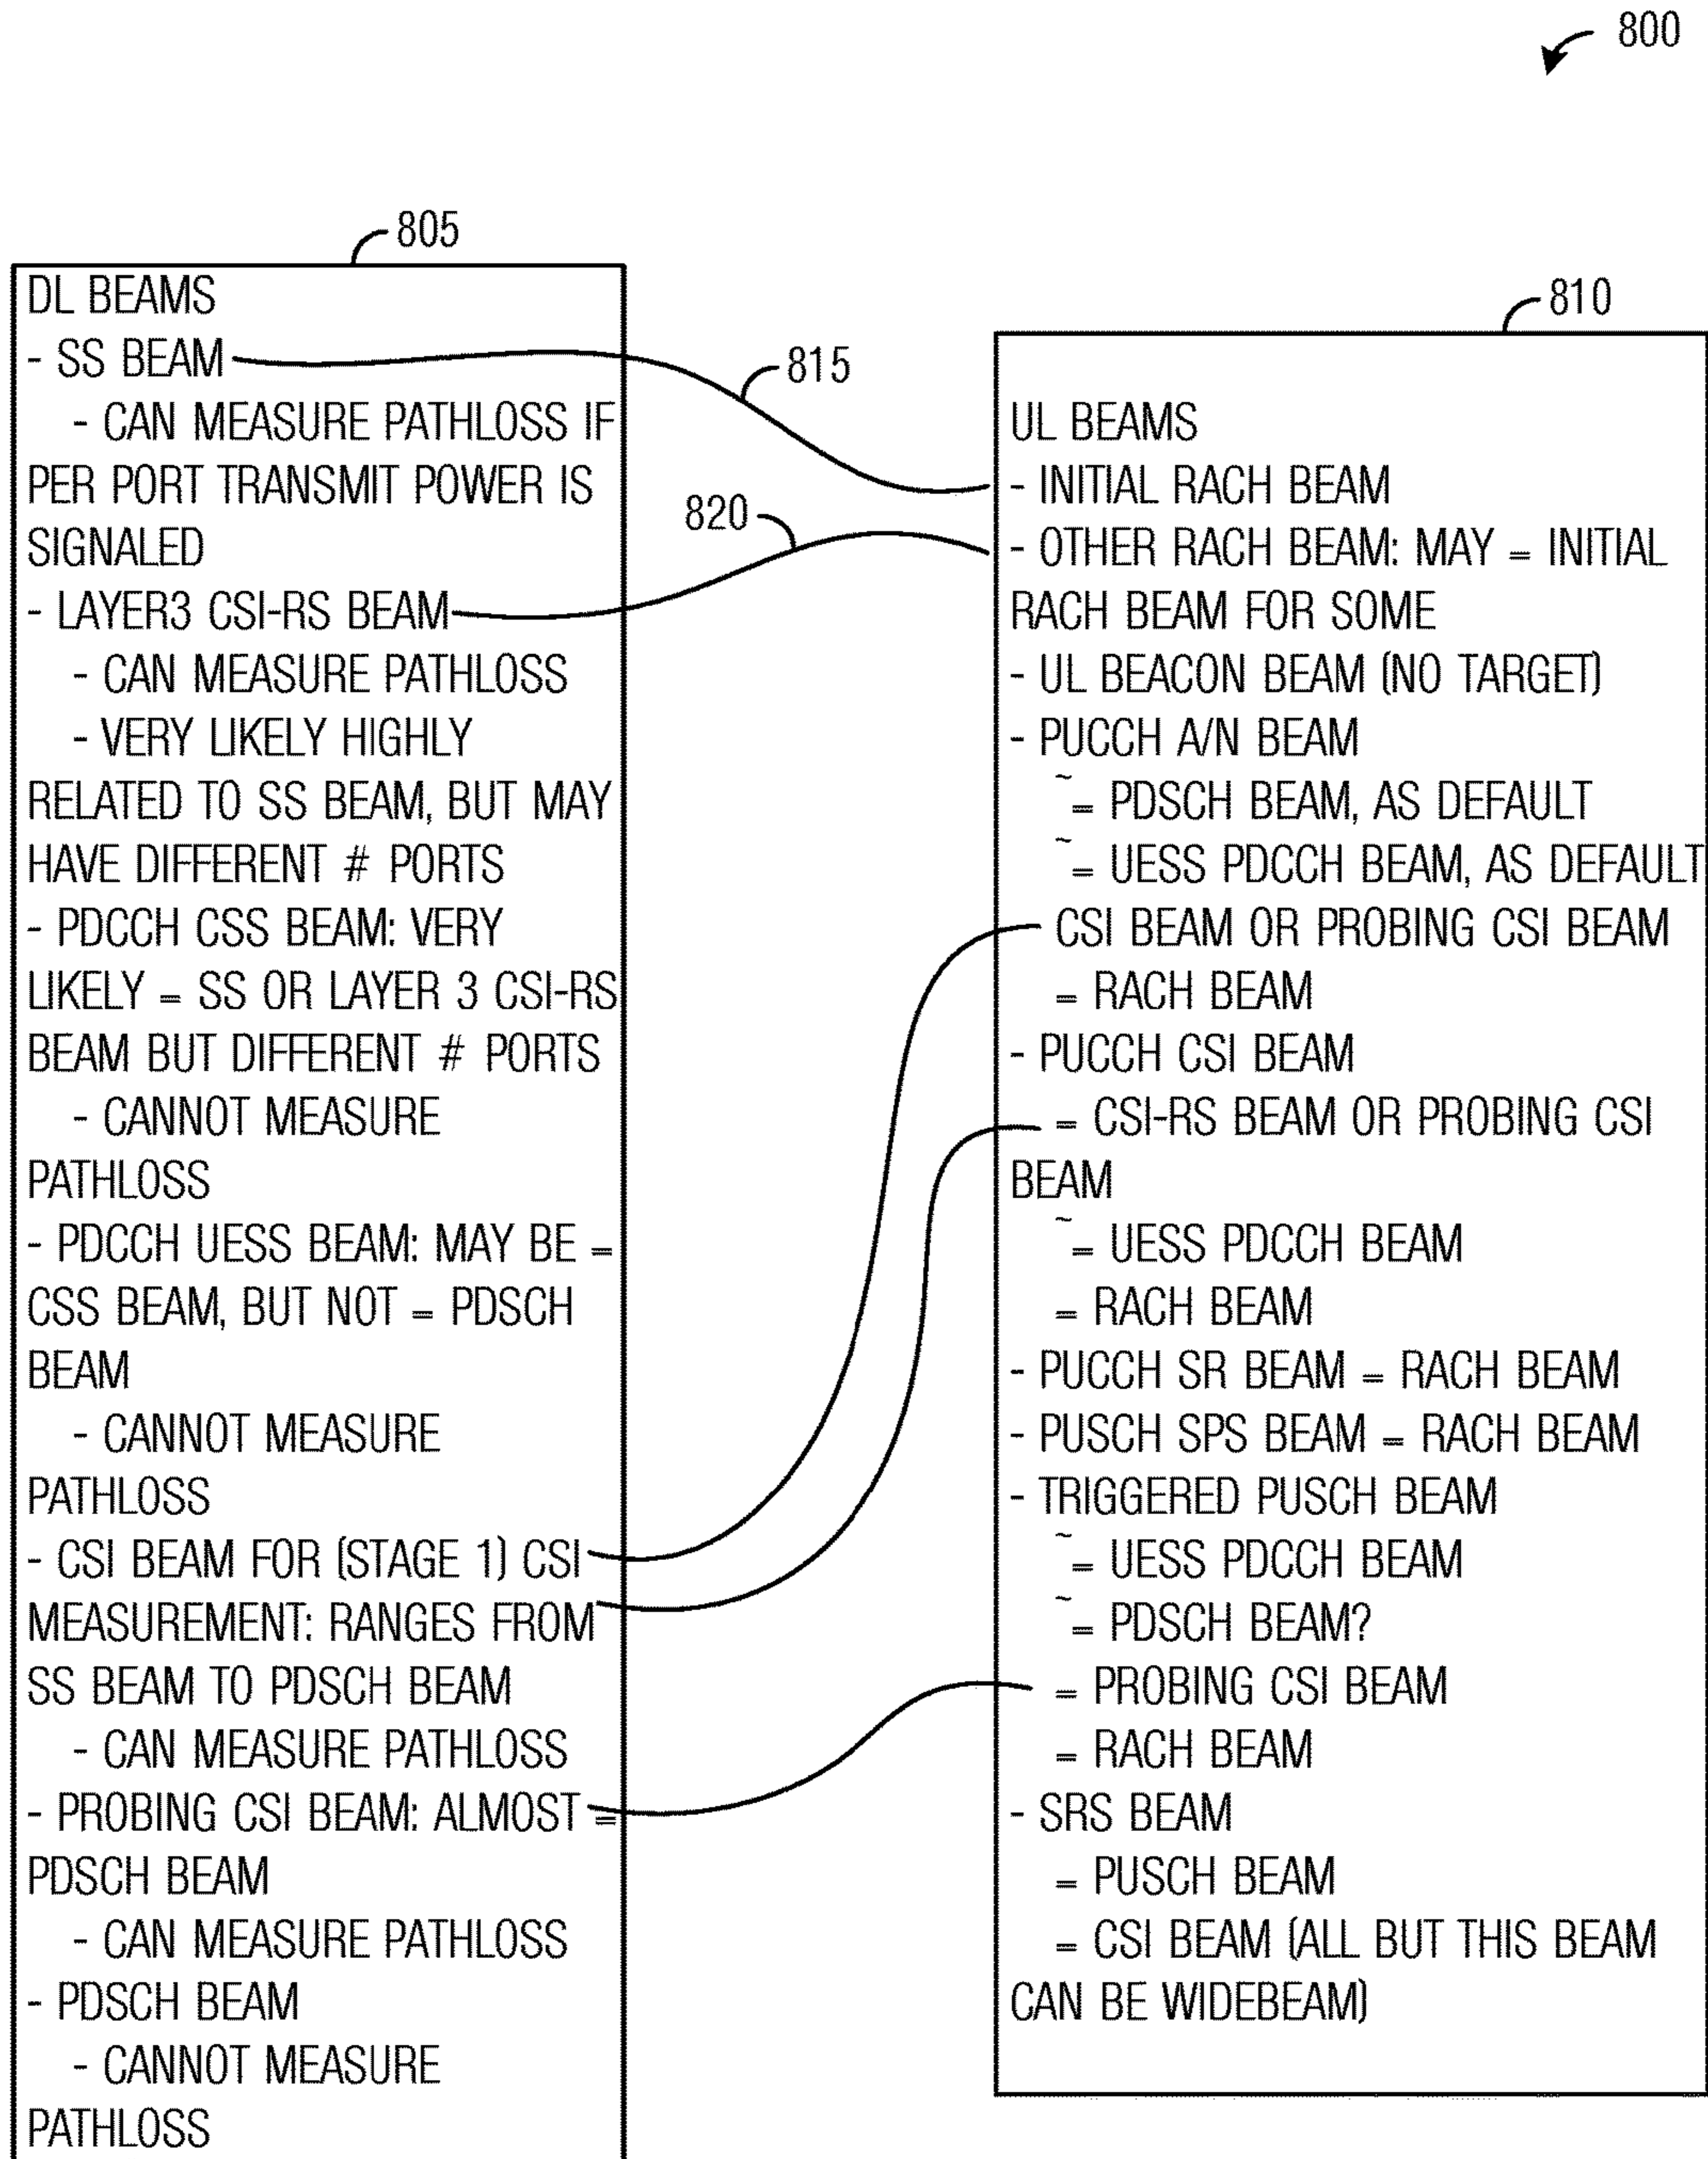 800
805
DL BEAMS
- SS BEAM
- CAN MEASURE PATHLOSS IF
PER PORT TRANSMIT POWER IS
SIGNALED
- LAYER3 CSI-RS BEAM
- CAN MEASURE PATHLOSS
- VERY LIKELY HIGHLY
RELATED TO SS BEAM, BUT MAY
HAVE DIFFERENT # PORTS
- PDCCH CSS BEAM: VERY
LIKELY = SS OR LAYER 3 CSI-RS
BEAM BUT DIFFERENT # PORTS
- CANNOT MEASURE
PATHLOSS
- PDCCH UESS BEAM: MAY BE =
CSS BEAM, BUT NOT = PDSCH
BEAM
- CANNOT MEASURE
PATHLOSS
- CSI BEAM FOR (STAGE 1) CSI
MEASUREMENT: RANGES FROM
SS BEAM TO PDSCH BEAM
- CAN MEASURE PATHLOSS
- PROBING CSI BEAM: ALMOST =
PDSCH BEAM
- CAN MEASURE PATHLOSS
- PDSCH BEAM
- CANNOT MEASURE
PATHLOSS
815
820
810
UL BEAMS
- INITIAL RACH BEAM
- OTHER RACH BEAM: MAY = INITIAL
RACH BEAM FOR SOME
- UL BEACON BEAM (NO TARGET)
- PUCCH A/N BEAM
~= PDSCH BEAM, AS DEFAULT
~= UESS PDCCH BEAM, AS DEFAULT
CSI BEAM OR PROBING CSI BEAM
= RACH BEAM
- PUCCH CSI BEAM
= CSI-RS BEAM OR PROBING CSI
BEAM
~= UESS PDCCH BEAM
= RACH BEAM
- PUCCH SR BEAM = RACH BEAM
- PUSCH SPS BEAM = RACH BEAM
- TRIGGERED PUSCH BEAM
~= UESS PDCCH BEAM
~= PDSCH BEAM?
= PROBING CSI BEAM
= RACH BEAM
- SRS BEAM
= PUSCH BEAM
= CSI BEAM (ALL BUT THIS BEAM
CAN BE WIDEBEAM)